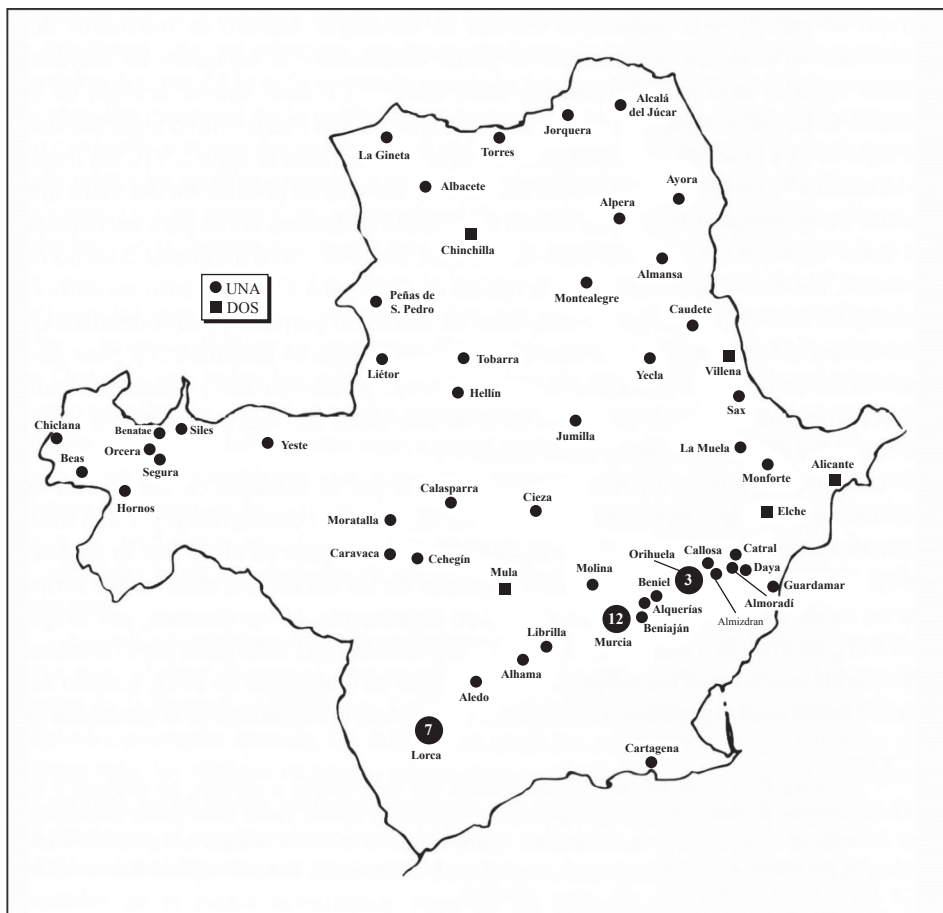 Alcalá
del Júcar
Jorquera
La Gineta
Torres
Albacete
Ayora
Alpera
Chinchilla
Almansa
UNA
DOS
Peñas de
S. Pedro
Montealegre
Caudete
Liétor
Tobarra
Yecla
Villena
Hellín
Sax
Chiclana
Benatae
Siles
Jumilla
Orcera
Yeste
La Muela
Beas
Segura
Monforte
Alicante
Hornos
Calasparra
Cieza
Elche
Moratalla
Caravaca
Cehegín
Orihuela
Callosa
Catral
Mula
Molina
3
Daya
Beniel
Guardamar
Alquerías
Almoradí
Almizdran
12
Murcia
Beniaján
Librilla
Alhama
Aledo
7
Lorca
Cartagena